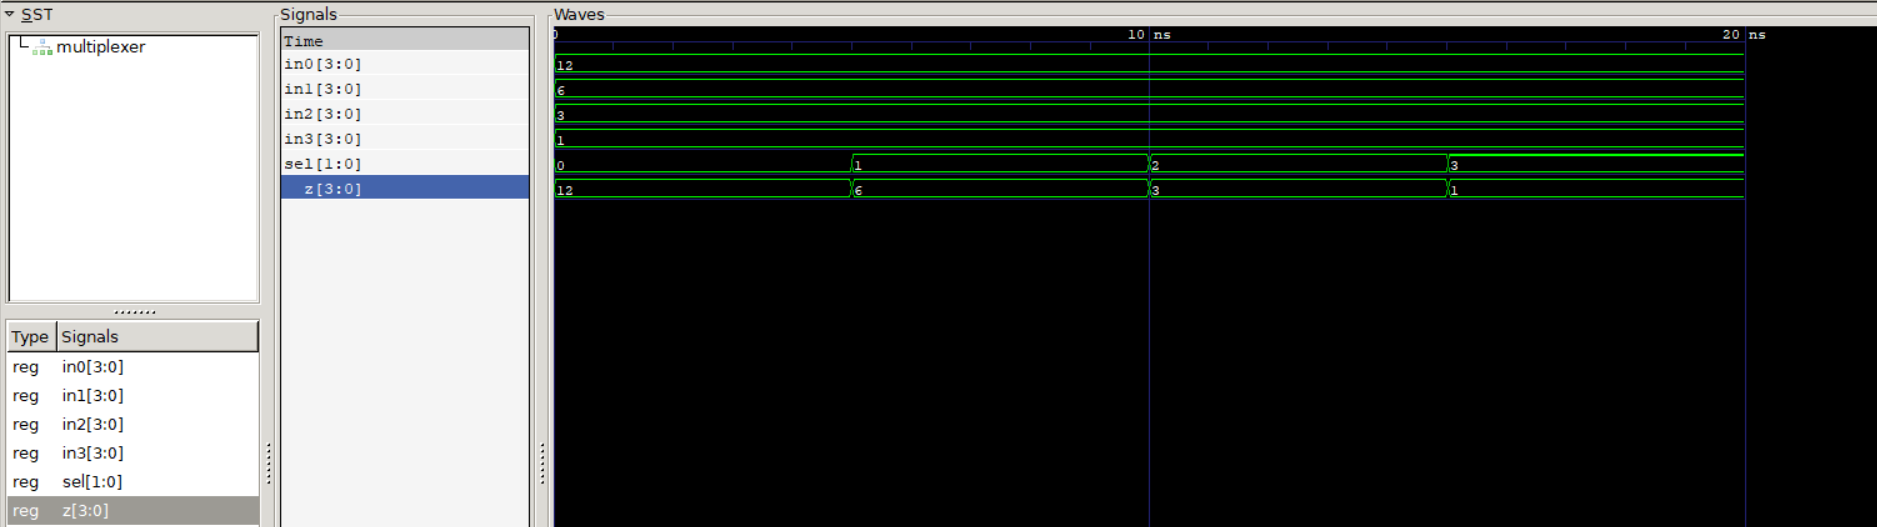 SST
multiplexer
Type Signals
reg in0[3:0]
reg in1[3:0]
reg in2[3:0]
reg in3[3:0]
reg sel[1:0]
reg z[3:0]
Signals
Time
in0[3:0]
in1[3:0]
in2[3:0]
in3[3:0]
sel[1:0]
z[3:0]
Waves
0 10 ns 20 ns
12
6
3
1
0 1 2 3
12 6 3 1